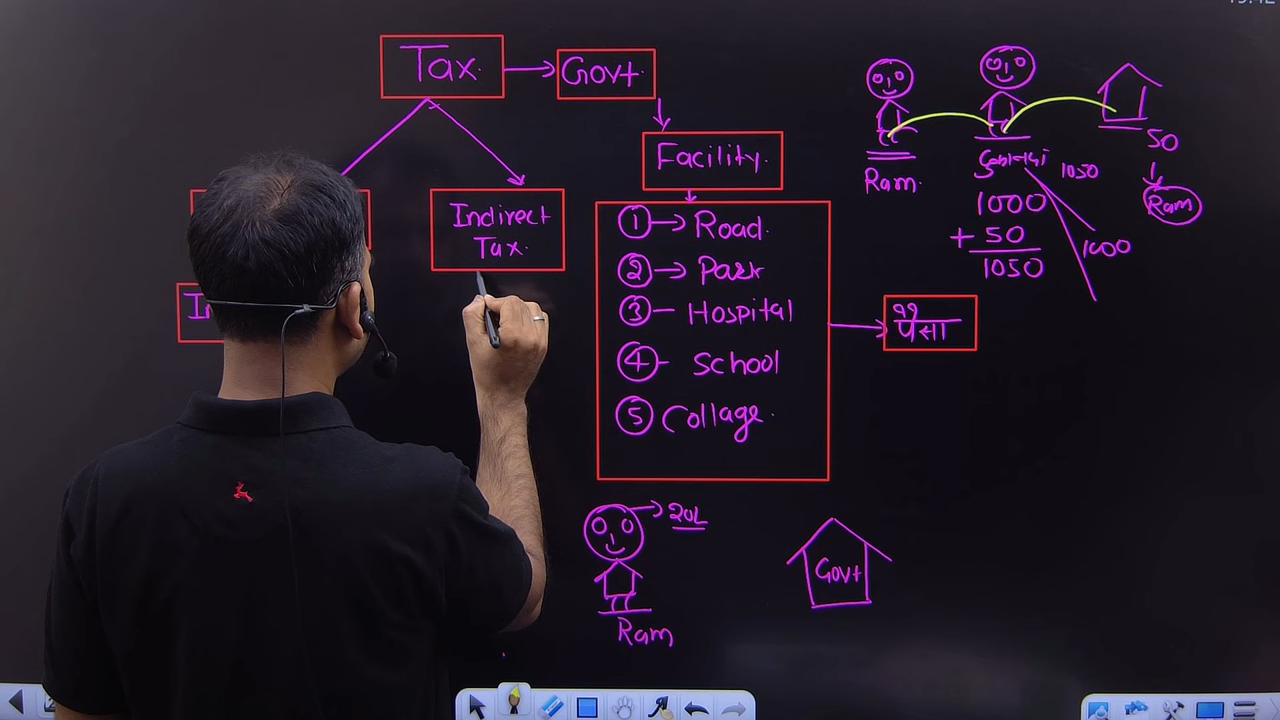 Tax.
Govt.
Facility.
Indirect
Tax.
In
① → Road.
② → Park
③ - Hospital
④ - School
⑤ Collage.
पैसा
Ram.
1000
+ 50
1050
1050
1000
50
Ram
20L
Ram
Govt